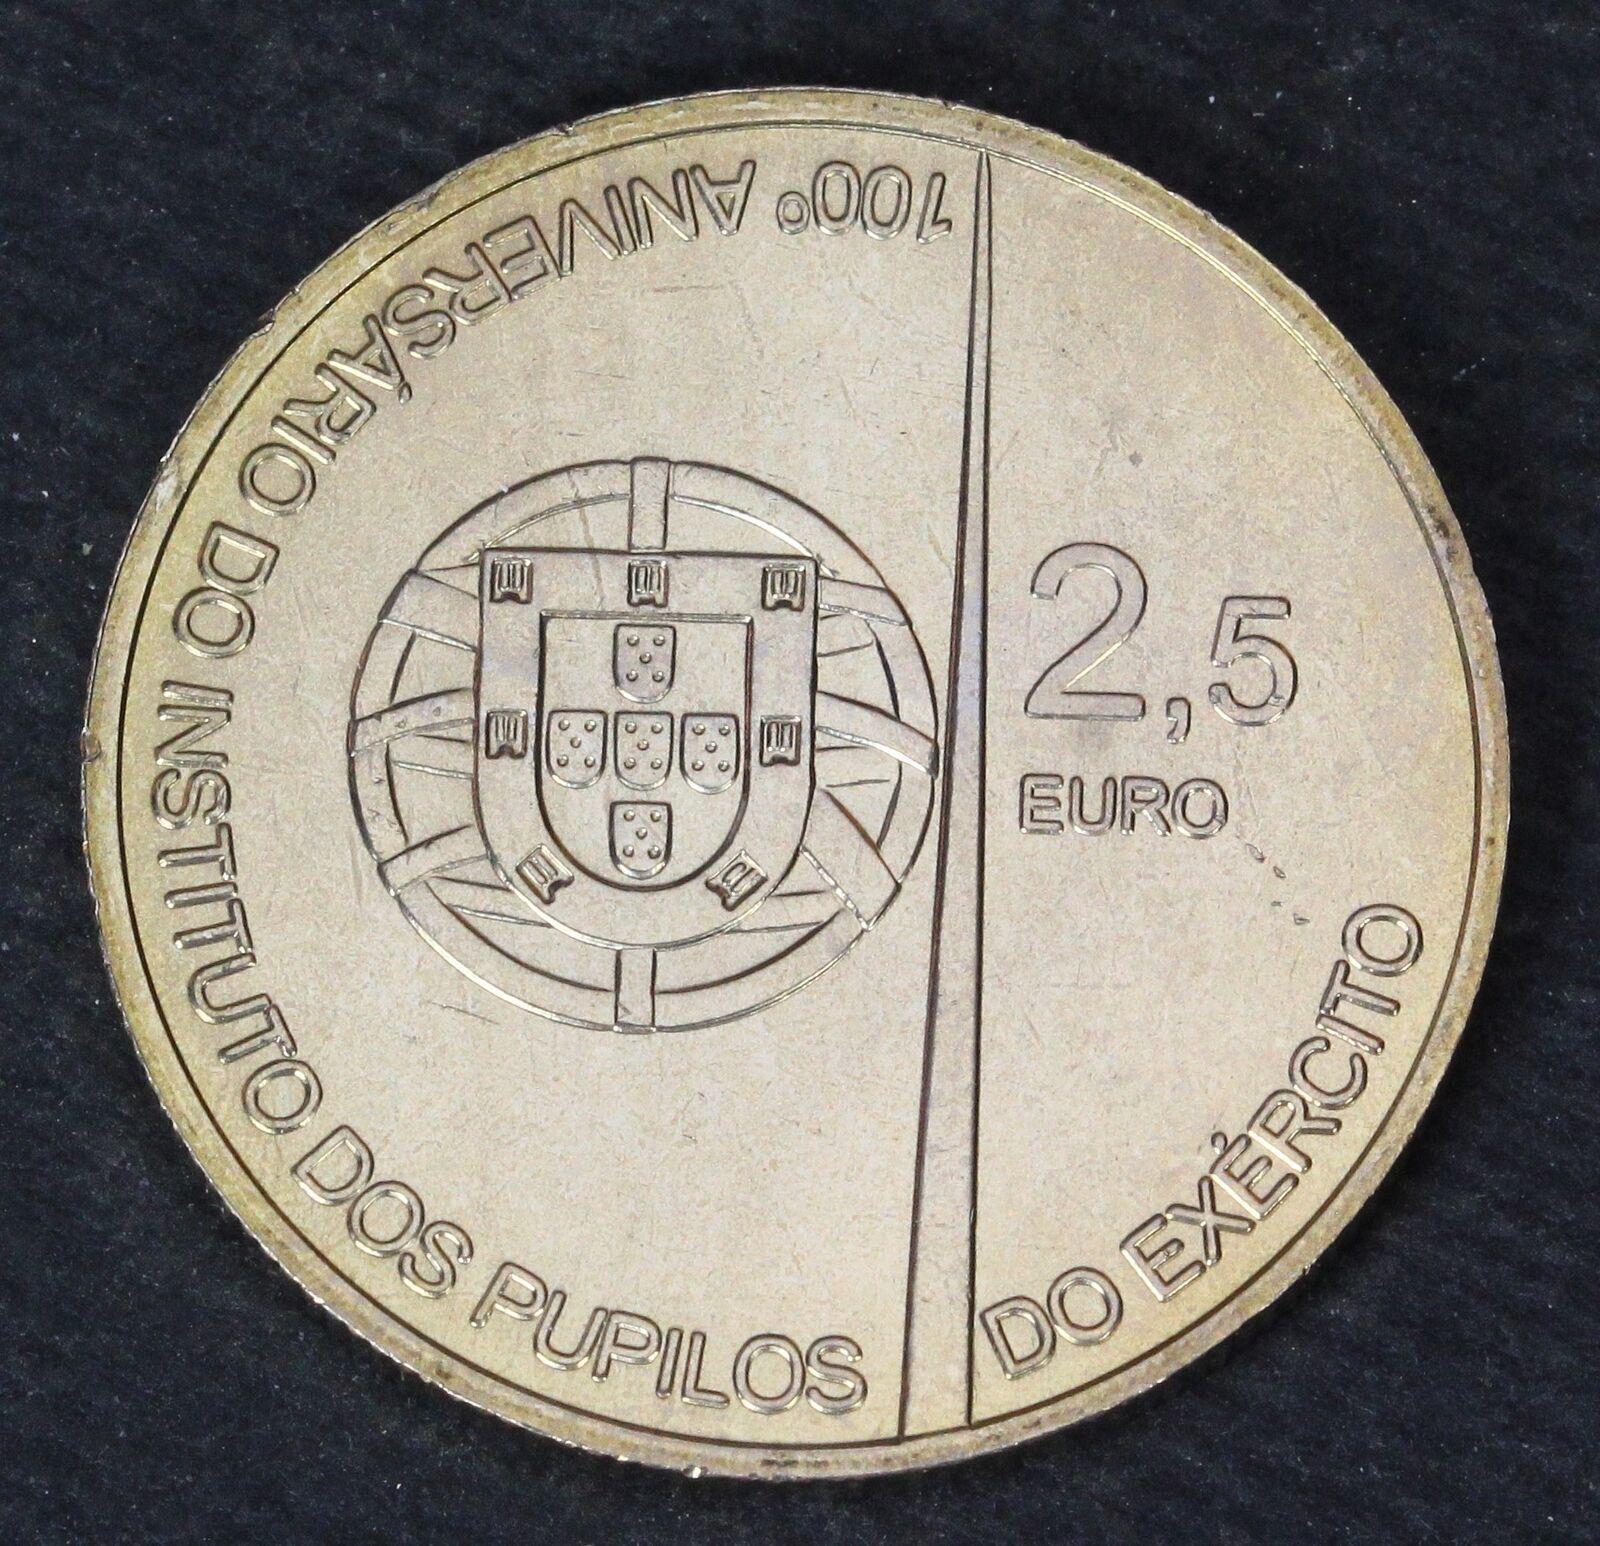 100º ANIVERSÁRIO DO INSTITUTO DOS PUPILOS DO EXÉRCITO
2,5
EURO